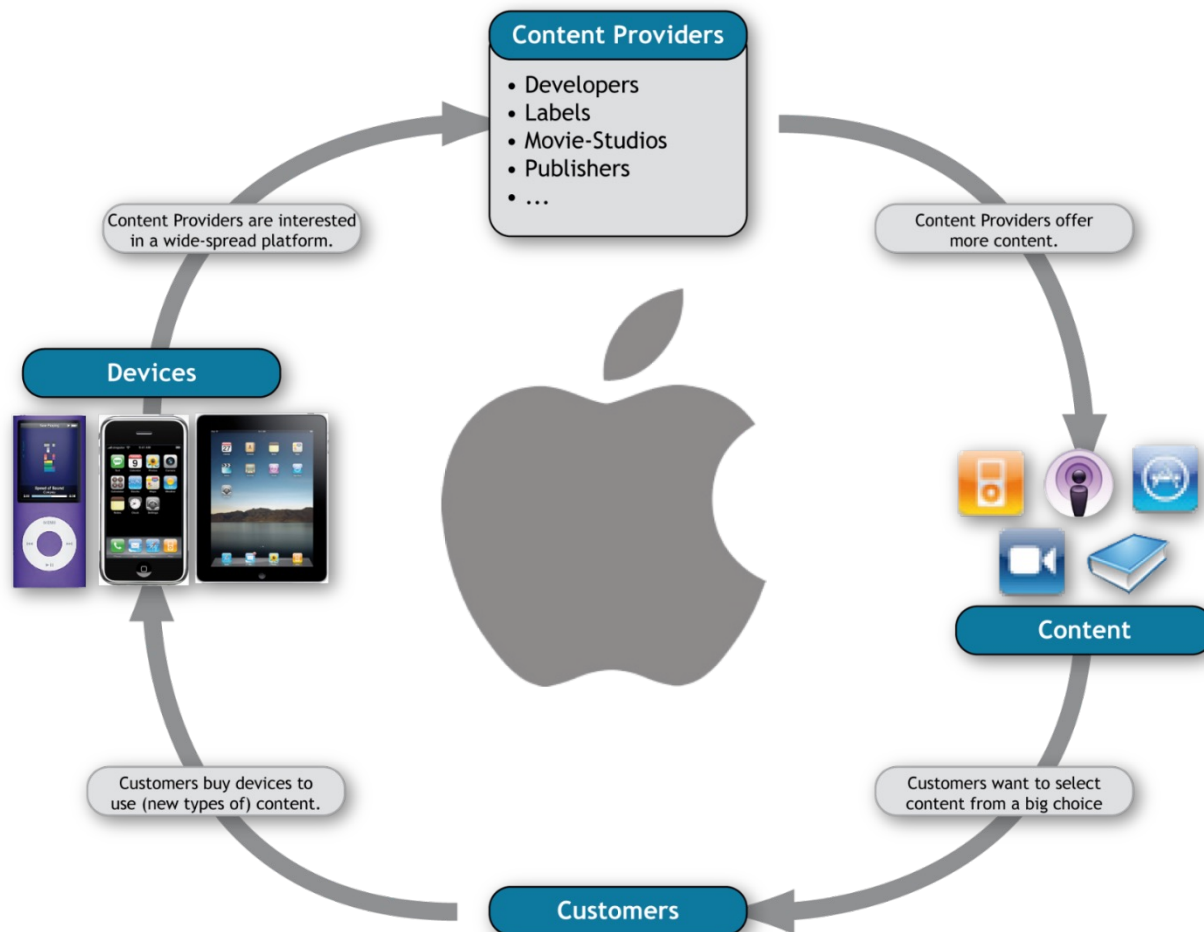 Content Providers
• Developers
• Labels
• Movie-Studios
• Publishers
• ...
Content Providers are interested
in a wide-spread platform.
Content Providers offer
more content.
Devices
Content
Customers buy devices to
use (new types of) content.
Customers want to select
content from a big choice
Customers